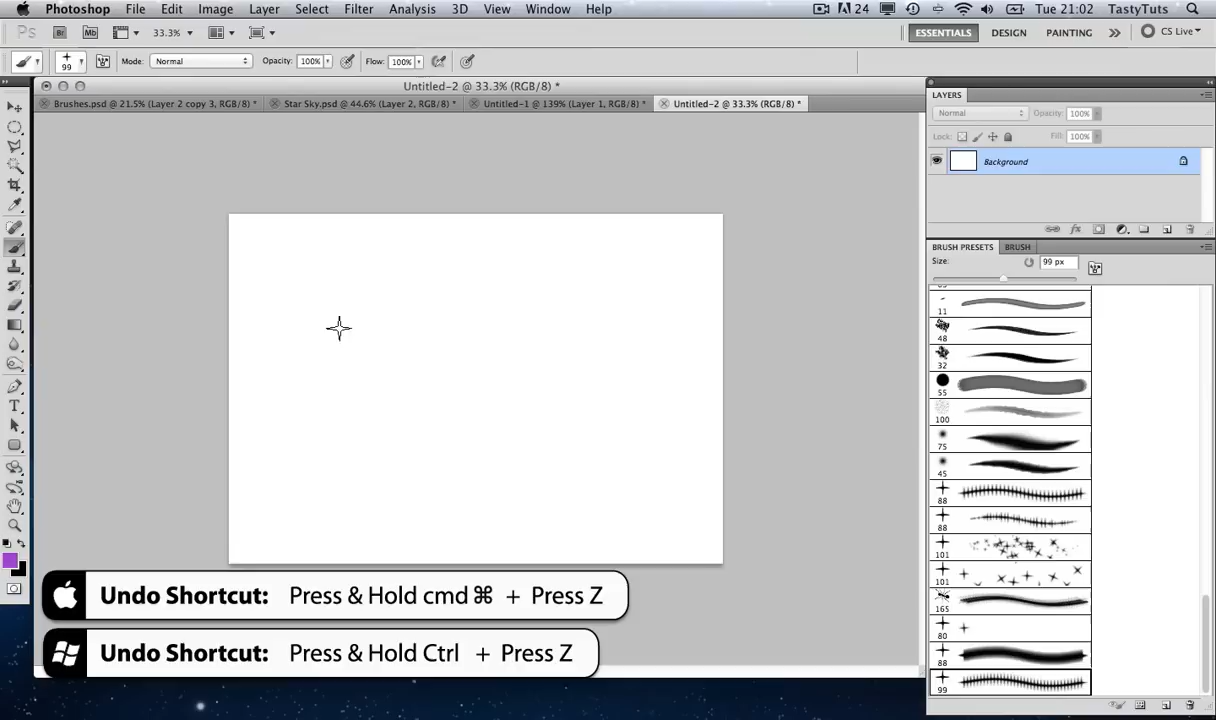 Photoshop File Edit Image Layer Select Filter Analysis 3D View Window Help 24 Tue 21:02 TastyTuts
Ps Br Mb 33.3% ESSENTIALS DESIGN PAINTING CS Live
99 Mode: Normal Opacity: 100% Flow: 100%
Untitled-2 @ 33.3% (RGB/8) *
Brushes.psd @ 21.5% (Layer 2 copy 3, RGB/8) * Star Sky.psd @ 44.6% (Layer 2, RGB/8) * Untitled-1 @ 139% (Layer 1, RGB/8) * Untitled-2 @ 33.3% (RGB/8) *
LAYERS
Normal Opacity: 100%
Lock: Fill: 100%
Background
fx
BRUSH PRESETS BRUSH
Size: 99 px
11
48
32
55
100
75
45
88
88
101
101
165
80
88
99
Undo Shortcut: Press & Hold cmd ⌘ + Press Z
Undo Shortcut: Press & Hold Ctrl + Press Z